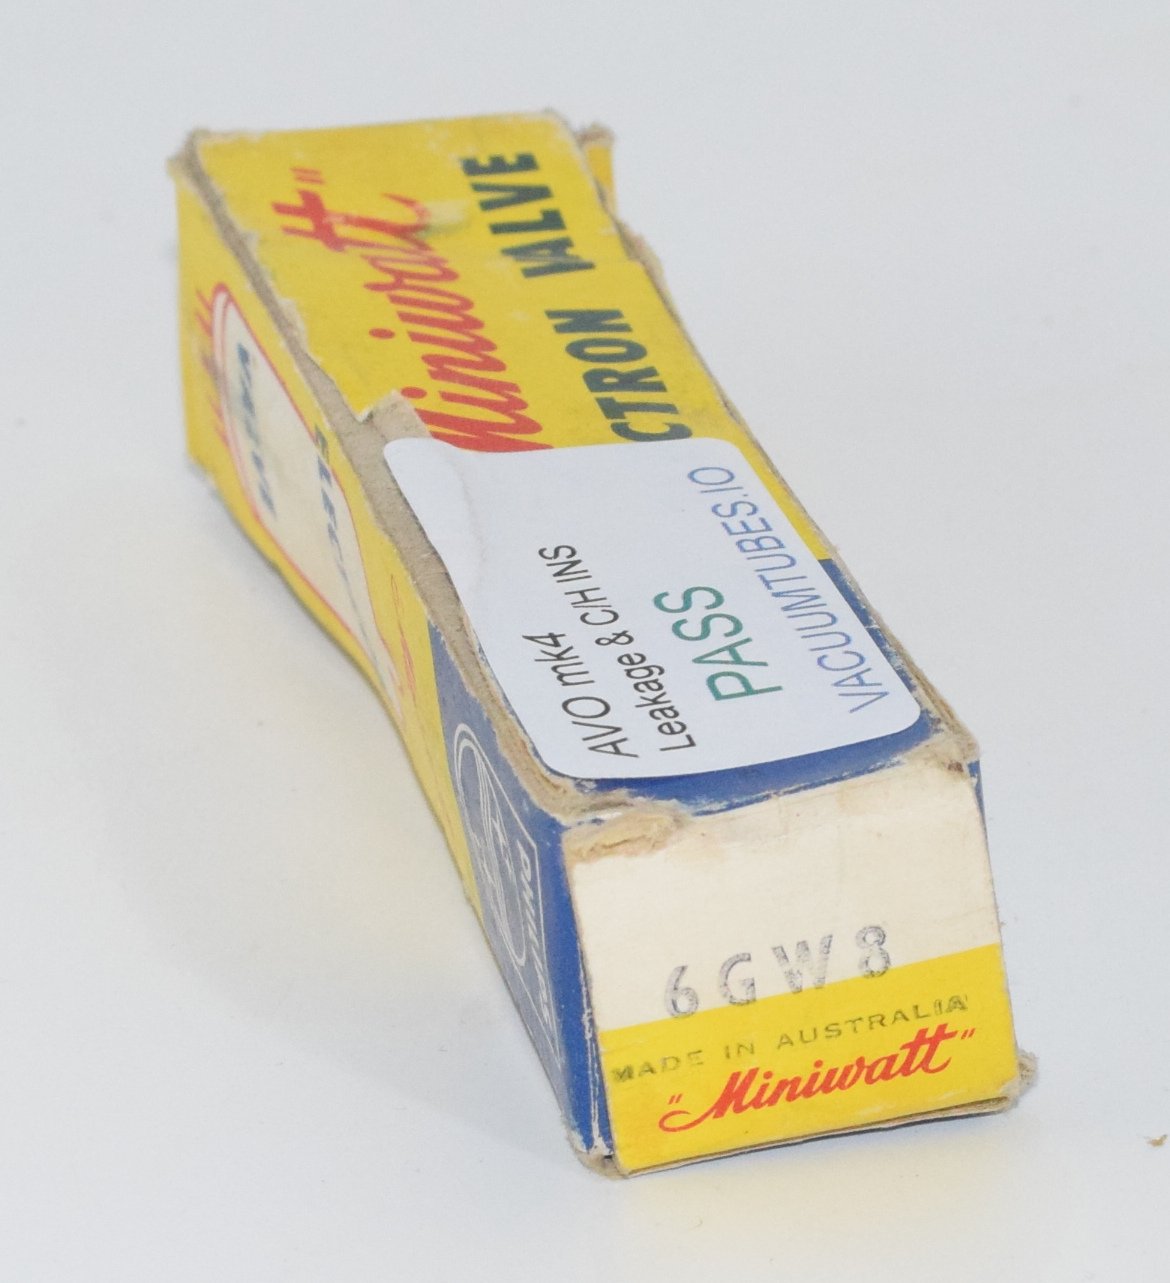 Miniwatt"
CTRON VALVE
AVO mk4
Leakage & C/H INS
PASS
VACUUMTUBES.IO
6GW8
MADE IN AUSTRALIA
"Miniwatt"